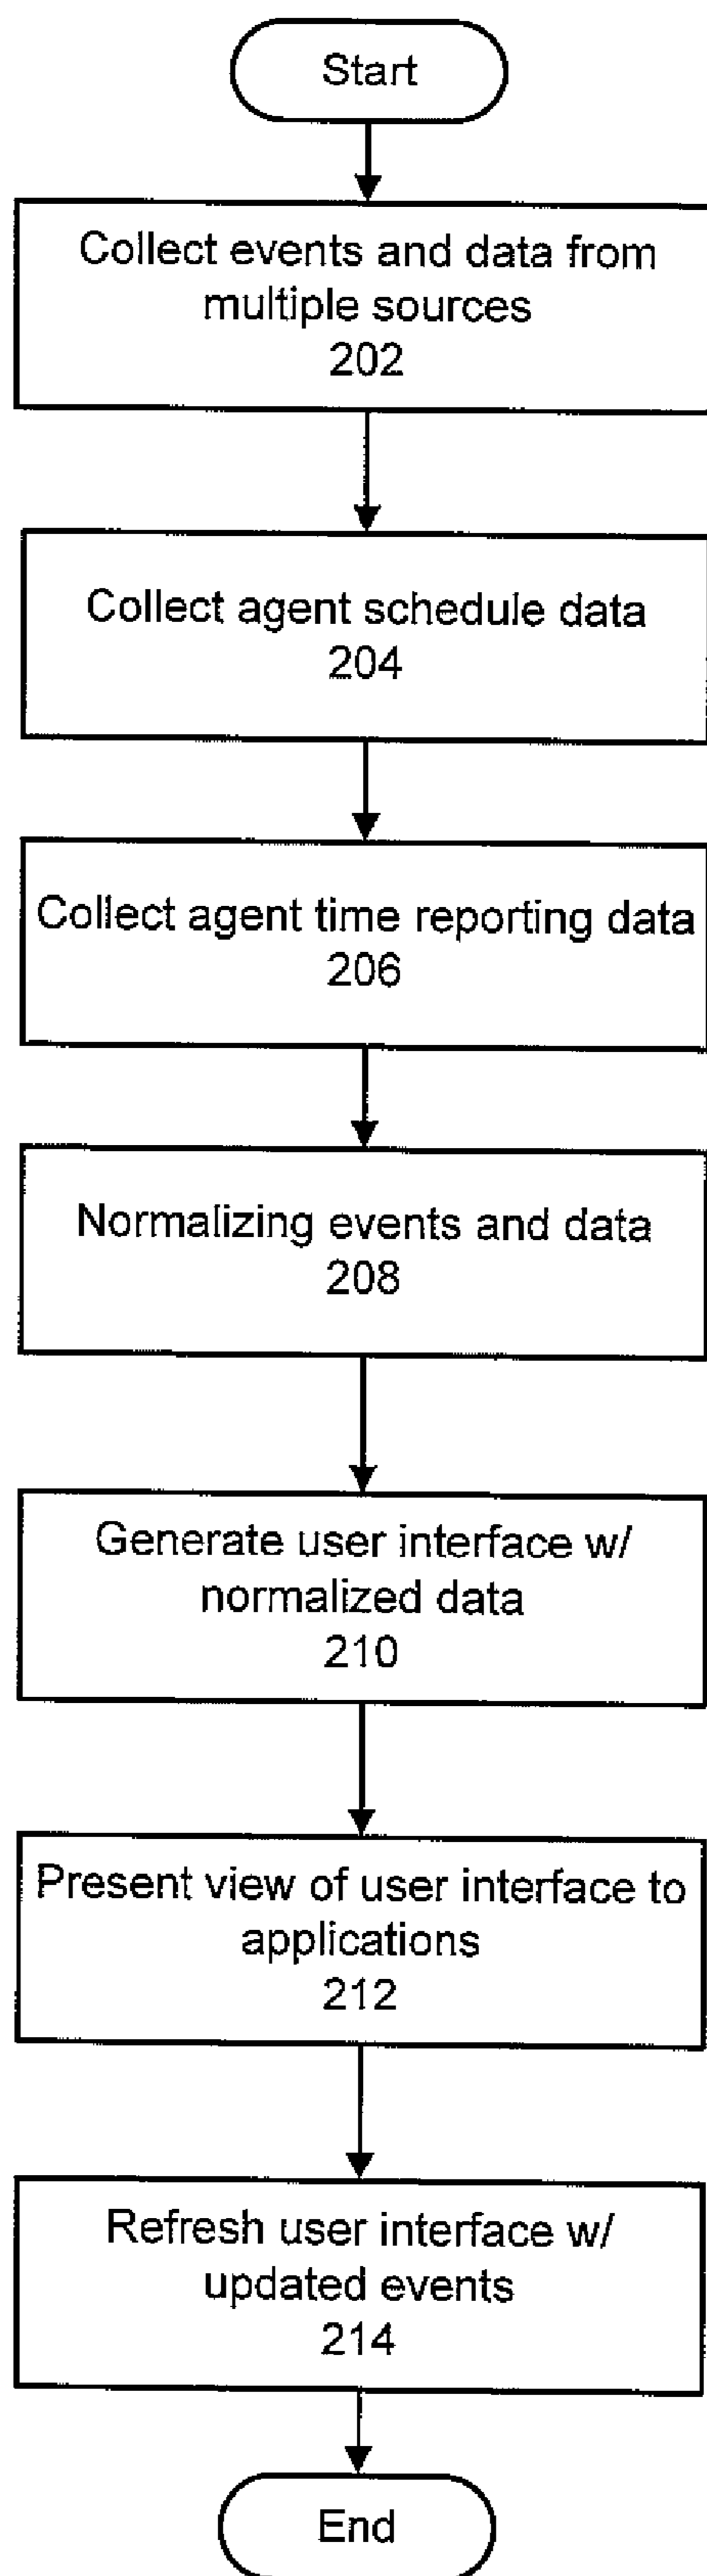 Start
Collect events and data from
multiple sources
202
Collect agent schedule data
204
Collect agent time reporting data
206
Normalizing events and data
208
Generate user interface w/
normalized data
210
Present view of user interface to
applications
212
Refresh user interface w/
updated events
214
End